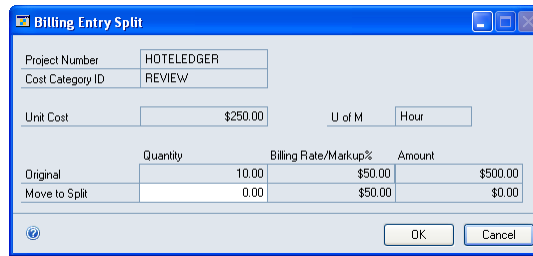 Billing Entry Split
Project Number HOTELEDGER
Cost Category ID REVIEW
Unit Cost $250.00 U of M Hour
Quantity Billing Rate/Markup% Amount
Original 10.00 $50.00 $500.00
Move to Split 0.00 $50.00 $0.00
? OK Cancel